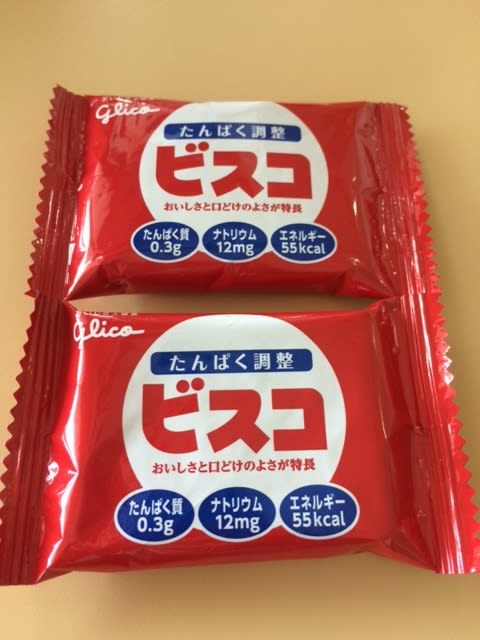 glico
たんぱく調整
ビスコ
おいしさと口どけのよさが特長
たんぱく質 ナトリウム エネルギー
0.3g 12mg 55kcal
glico
たんぱく調整
ビスコ
おいしさと口どけのよさが特長
たんぱく質 ナトリウム エネルギー
0.3g 12mg 55kcal